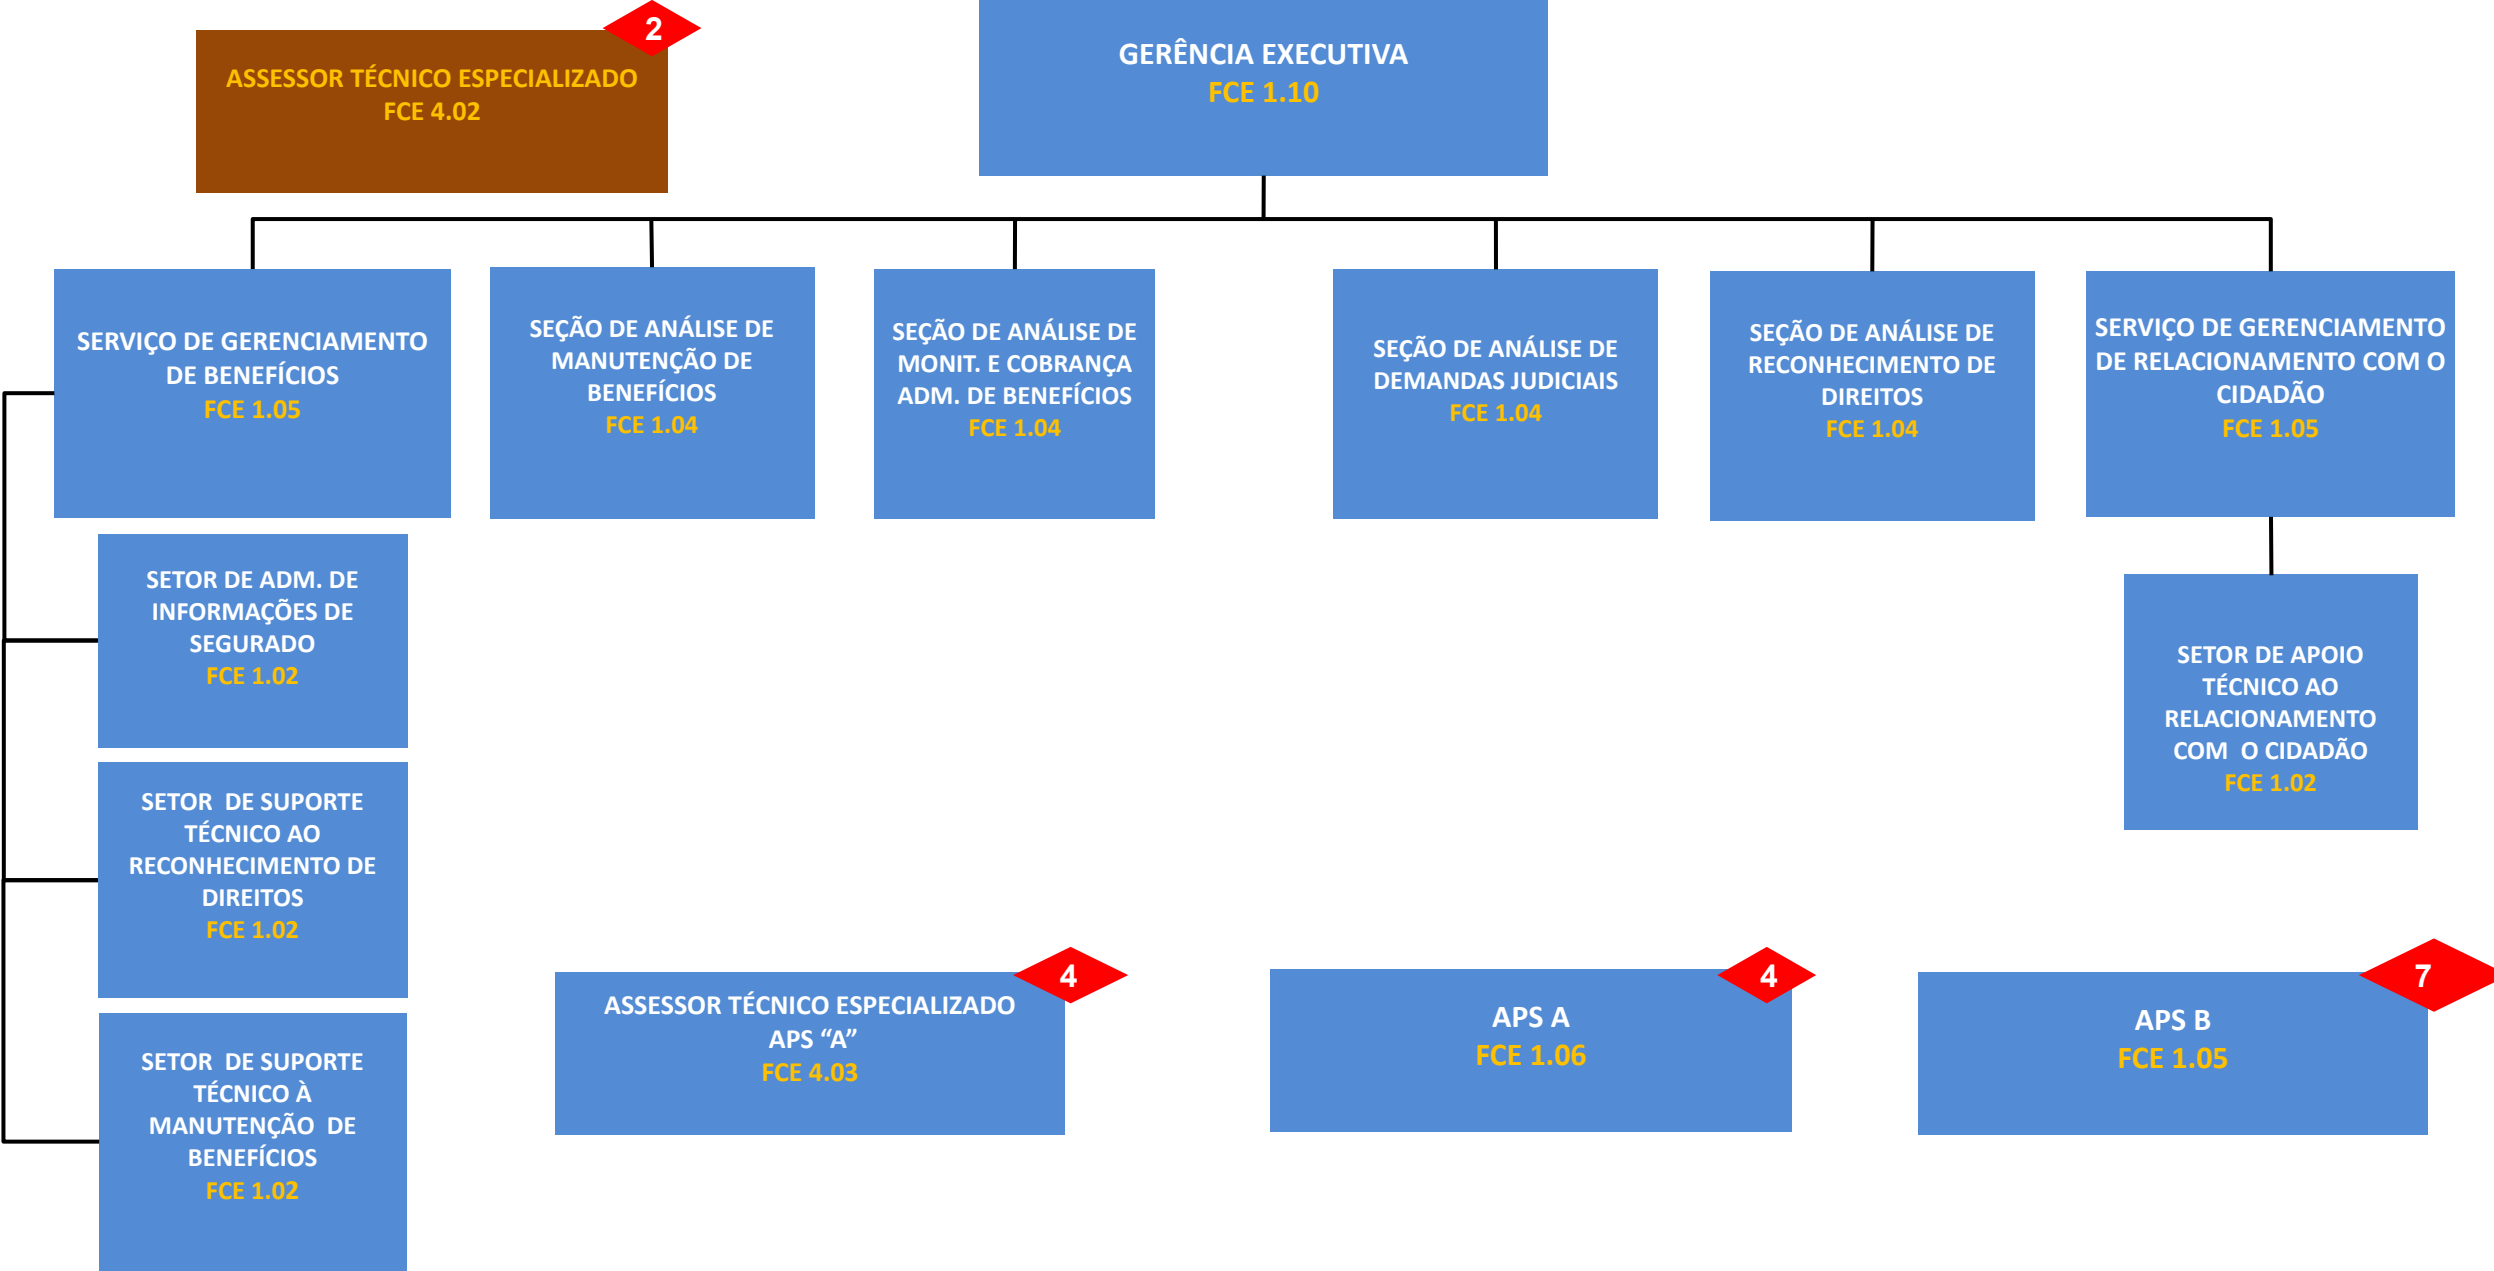 2
ASSESSOR TÉCNICO ESPECIALIZADO
FCE 4.02
GERÊNCIA EXECUTIVA
FCE 1.10
SERVIÇO DE GERENCIAMENTO
DE BENEFÍCIOS
FCE 1.05
SEÇÃO DE ANÁLISE DE
MANUTENÇÃO DE
BENEFÍCIOS
FCE 1.04
SEÇÃO DE ANÁLISE DE
MONIT. E COBRANÇA
ADM. DE BENEFÍCIOS
FCE 1.04
SEÇÃO DE ANÁLISE DE
DEMANDAS JUDICIAIS
FCE 1.04
SEÇÃO DE ANÁLISE DE
RECONHECIMENTO DE
DIREITOS
FCE 1.04
SERVIÇO DE GERENCIAMENTO
DE RELACIONAMENTO COM O
CIDADÃO
FCE 1.05
SETOR DE ADM. DE
INFORMAÇÕES DE
SEGURADO
FCE 1.02
SETOR DE APOIO
TÉCNICO AO
RELACIONAMENTO
COM  O CIDADÃO
FCE 1.02
SETOR  DE SUPORTE
TÉCNICO AO
RECONHECIMENTO DE
DIREITOS
FCE 1.02
SETOR  DE SUPORTE
TÉCNICO À
MANUTENÇÃO  DE
BENEFÍCIOS
FCE 1.02
4
ASSESSOR TÉCNICO ESPECIALIZADO
APS “A”
FCE 4.03
4
APS A
FCE 1.06
7
APS B
FCE 1.05